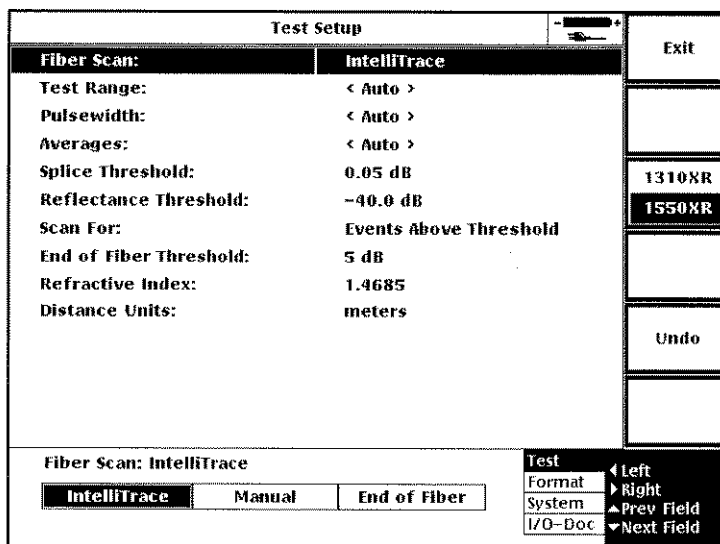 Test Setup
- +
Exit
Fiber Scan: IntelliTrace
Test Range: < Auto >
Pulsewidth: < Auto >
Averages: < Auto >
Splice Threshold: 0.05 dB
Reflectance Threshold: -40.0 dB
Scan For: Events Above Threshold
End of Fiber Threshold: 5 dB
Refractive Index: 1.4685
Distance Units: meters
1310XR
1550XR
Undo
Fiber Scan: IntelliTrace
IntelliTrace Manual End of Fiber
Test
Format
System
I/O-Doc
Left
Right
Prev Field
Next Field